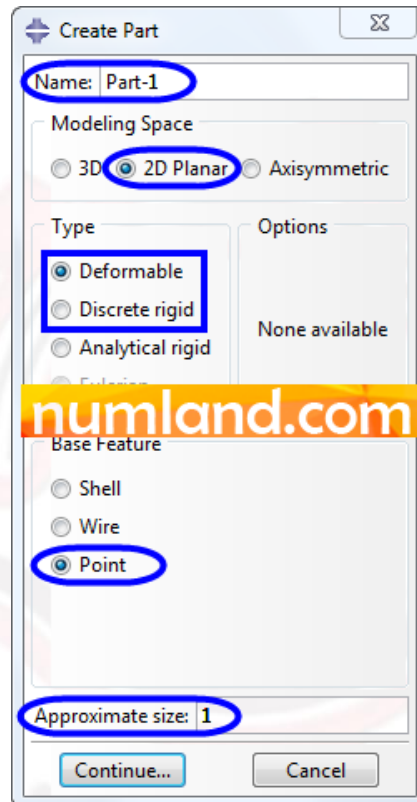 Create Part
Name: Part-1
Modeling Space
3D 2D Planar Axisymmetric
Type Options
Deformable
Discrete rigid
None available
Analytical rigid
numland.com
Base Feature
Shell
Wire
Point
Approximate size: 1
Continue... Cancel